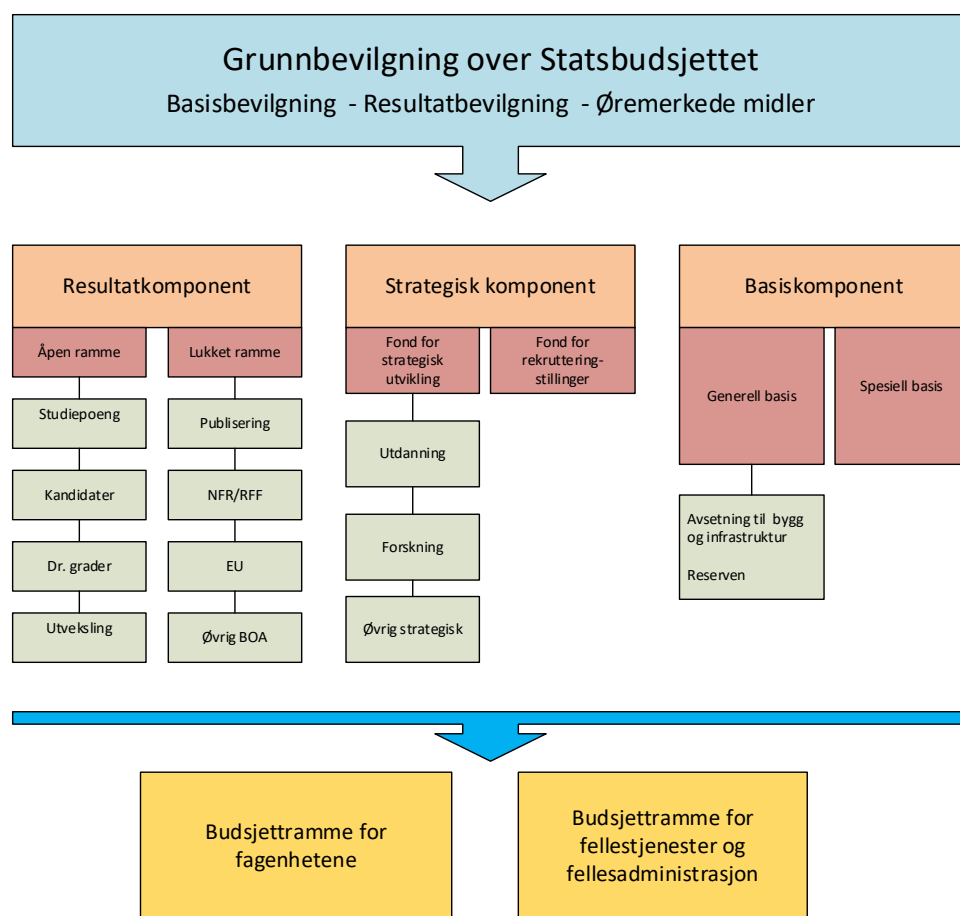 Grunnbevilgning over Statsbudsjettet
Basisbevilgning - Resultatbevilgning - Øremerkede midler
Resultatkomponent
Åpen ramme
Studiepoeng
Kandidater
Dr. grader
Utveksling
Lukket ramme
Publisering
NFR/RFF
EU
Øvrig BOA
Strategisk komponent
Fond for
strategisk
utvikling
Utdanning
Forskning
Øvrig strategisk
Fond for
rekruttering-
stillinger
Basiskomponent
Generell basis
Avsetning til bygg
og infrastruktur
Reserven
Spesiell basis
Budsjettramme for
fagenhetene
Budsjettramme for
fellestjenester og
fellesadministrasjon